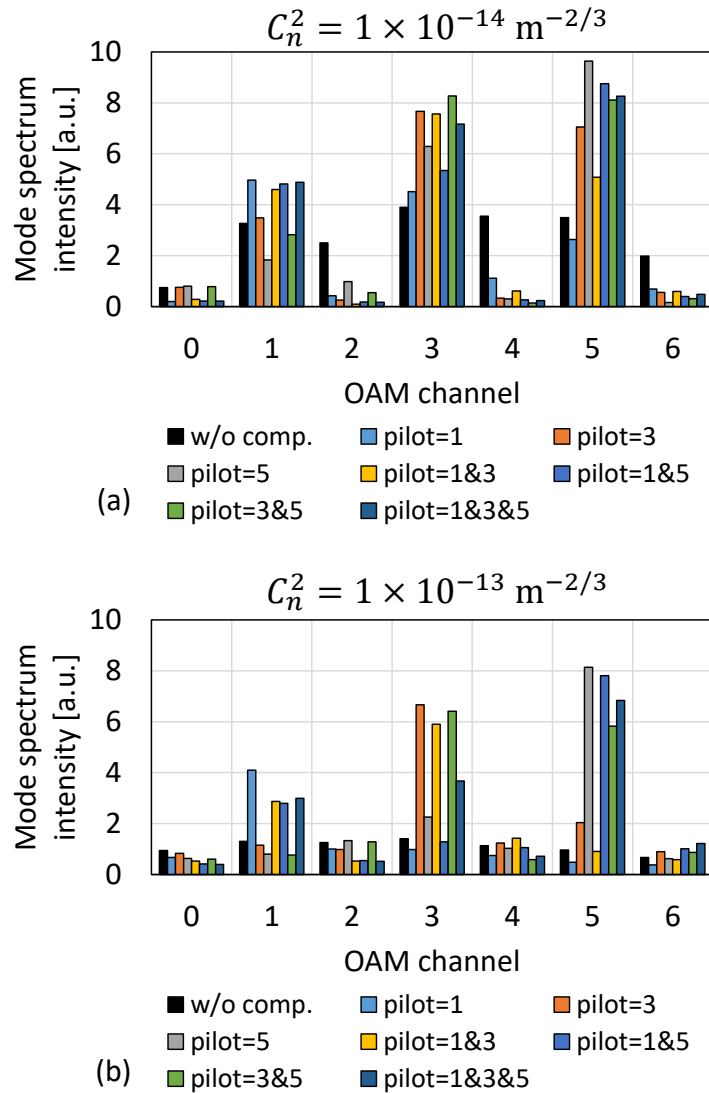 C_n^2 = 1 × 10^{-14} m^{-2/3}
10
8
6
4
2
0
Mode spectrum
intensity [a.u.]
0 1 2 3 4 5 6
OAM channel
w/o comp. pilot=1 pilot=3
pilot=5 pilot=1&3 pilot=1&5
(a) pilot=3&5 pilot=1&3&5
C_n^2 = 1 × 10^{-13} m^{-2/3}
10
8
6
4
2
0
Mode spectrum
intensity [a.u.]
0 1 2 3 4 5 6
OAM channel
w/o comp. pilot=1 pilot=3
pilot=5 pilot=1&3 pilot=1&5
(b) pilot=3&5 pilot=1&3&5